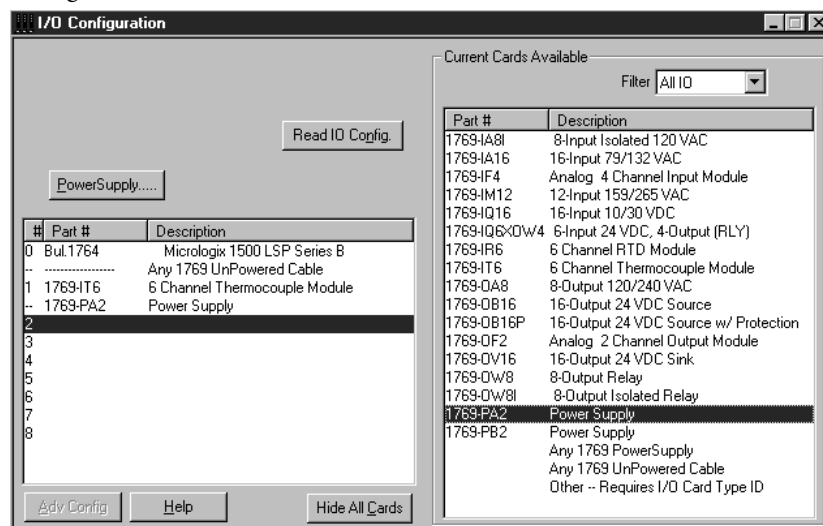 I/O Configuration
Read IO Config.
PowerSupply.....
# Part # Description
0 Bul.1764 Micrologix 1500 LSP Series B
-- ------------------ Any 1769 UnPowered Cable
1 1769-IT6 6 Channel Thermocouple Module
-- 1769-PA2 Power Supply
2
3
4
5
6
7
8
Adv Config Help Hide All Cards
Current Cards Available
Filter All IO
Part # Description
1769-IA8I 8-Input Isolated 120 VAC
1769-IA16 16-Input 79/132 VAC
1769-IF4 Analog 4 Channel Input Module
1769-IM12 12-Input 159/265 VAC
1769-IQ16 16-Input 10/30 VDC
1769-IQ6XOW4 6-Input 24 VDC, 4-Output (RLY)
1769-IR6 6 Channel RTD Module
1769-IT6 6 Channel Thermocouple Module
1769-OA8 8-Output 120/240 VAC
1769-OB16 16-Output 24 VDC Source
1769-OB16P 16-Output 24 VDC Source w/ Protection
1769-OF2 Analog 2 Channel Output Module
1769-OV16 16-Output 24 VDC Sink
1769-OW8 8-Output Relay
1769-OW8I 8-Output Isolated Relay
1769-PA2 Power Supply
1769-PB2 Power Supply
Any 1769 PowerSupply
Any 1769 UnPowered Cable
Other -- Requires I/O Card Type ID